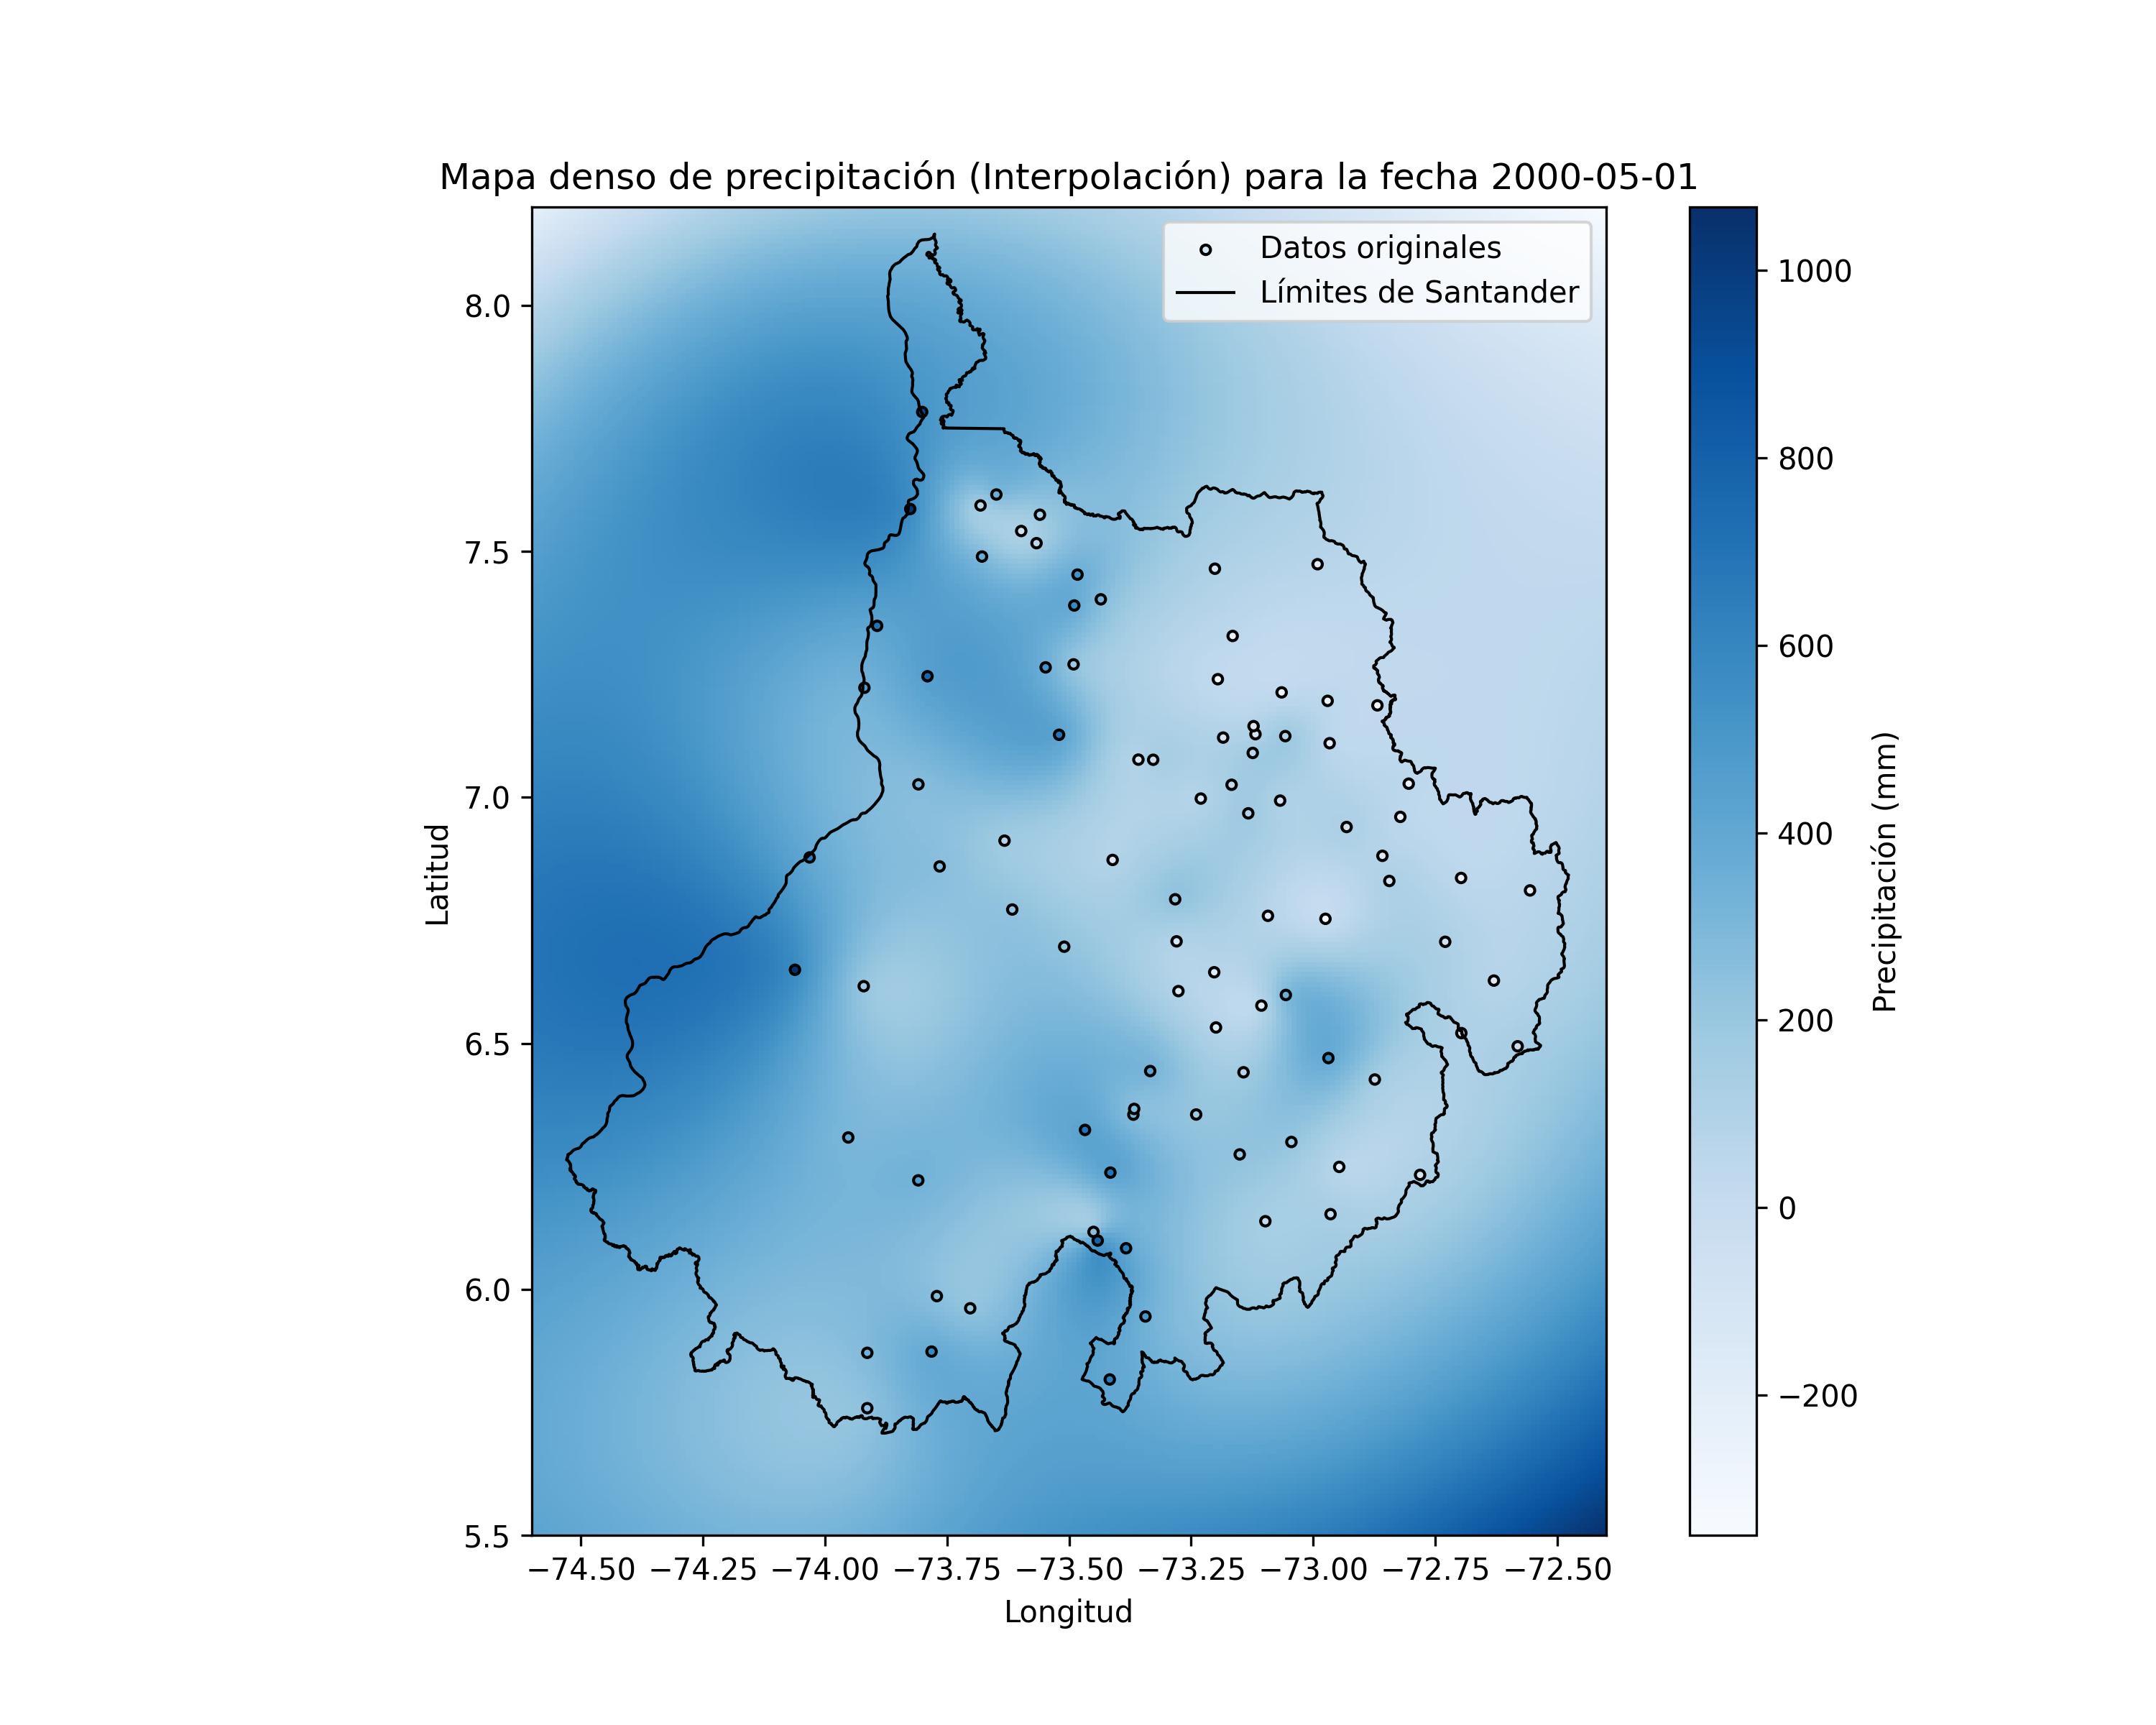 Mapa denso de precipitación (Interpolación) para la fecha 2000-05-01
Datos originales
Límites de Santander
8.0
7.5
7.0
6.5
6.0
5.5
Latitud
−74.50 −74.25 −74.00 −73.75 −73.50 −73.25 −73.00 −72.75 −72.50
Longitud
1000
800
600
400
200
0
−200
Precipitación (mm)